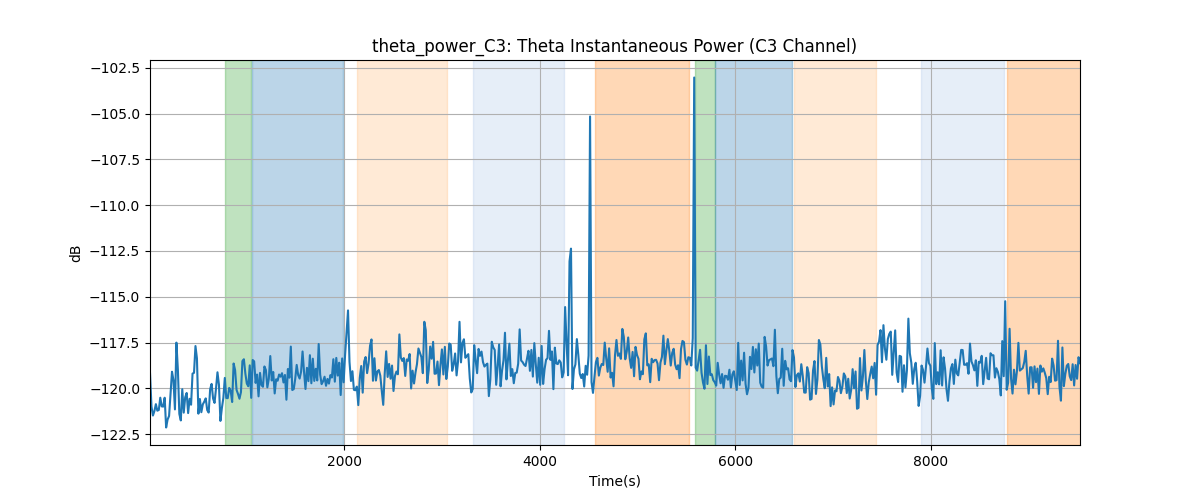 theta_power_C3: Theta Instantaneous Power (C3 Channel)
−102.5
−105.0
−107.5
−110.0
−112.5
−115.0
−117.5
−120.0
−122.5
dB
2000 4000 6000 8000
Time(s)